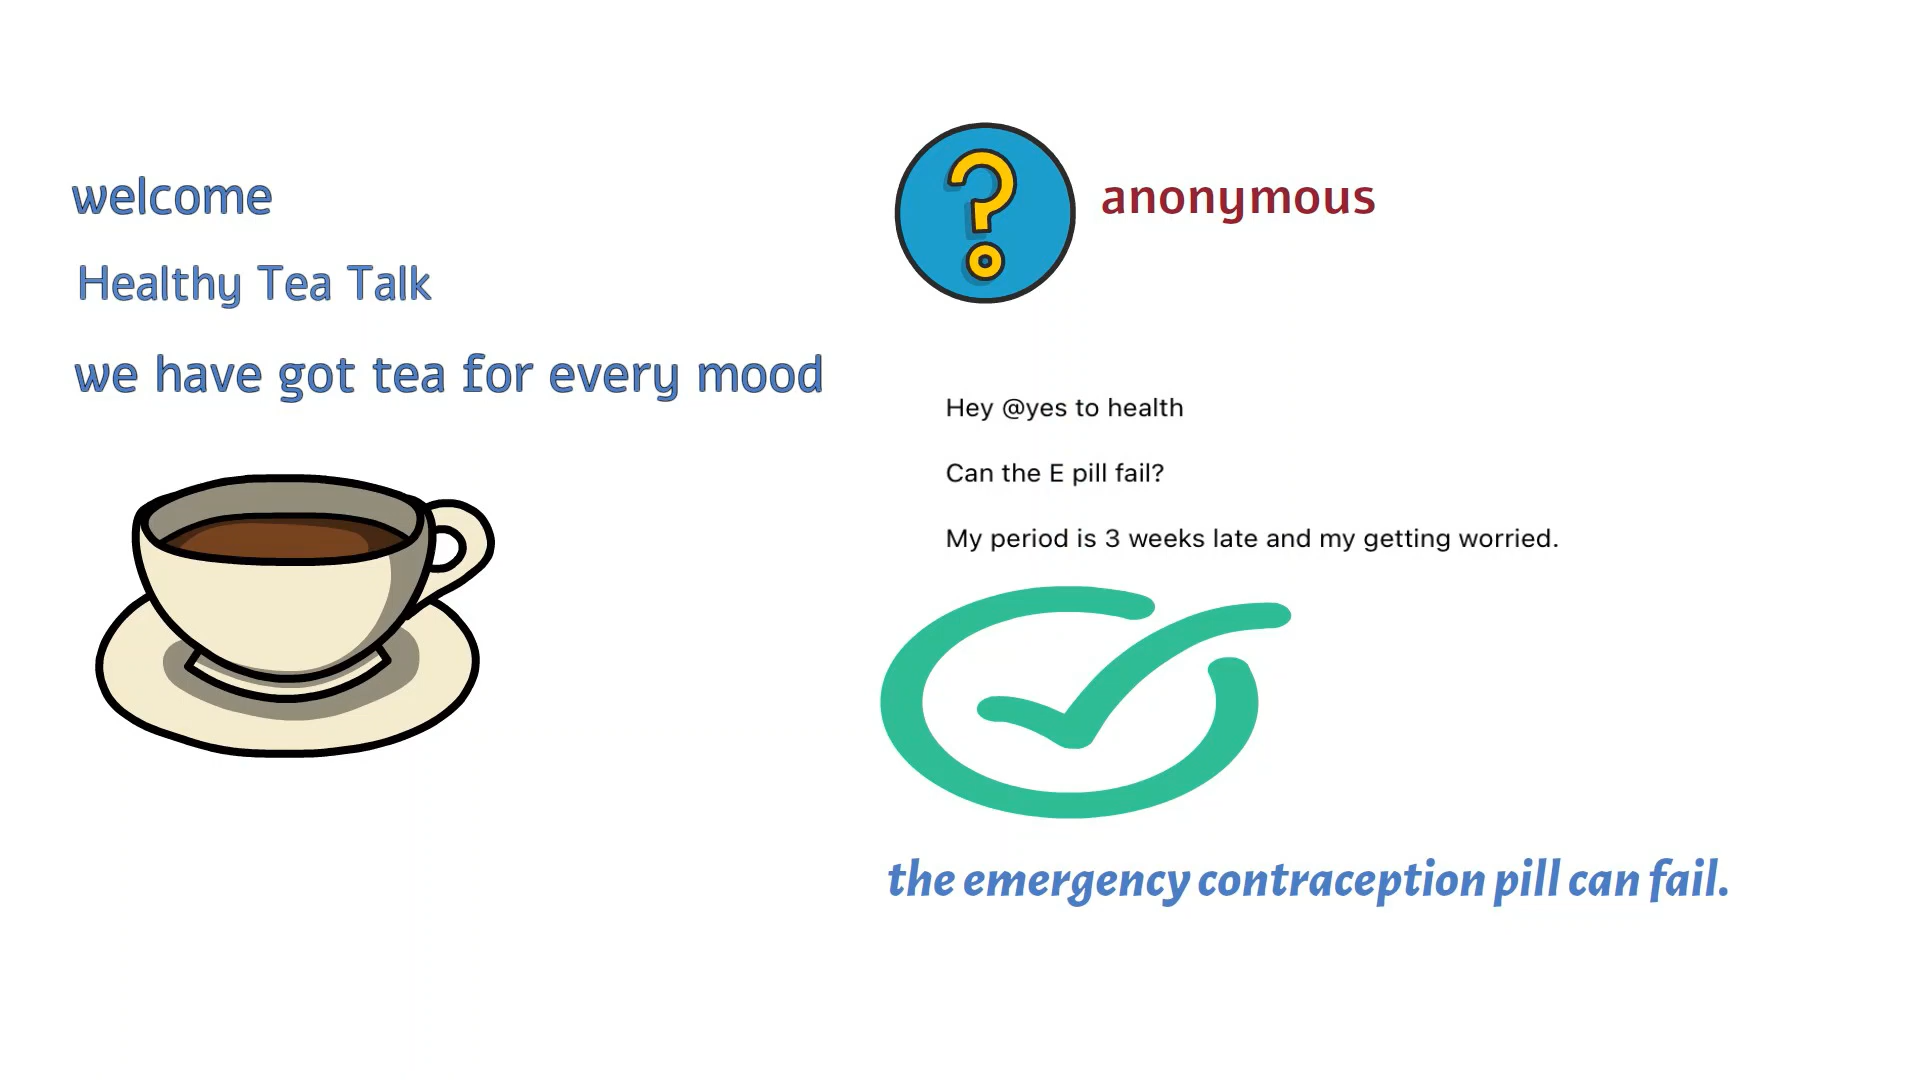 welcome
Healthy Tea Talk
we have got tea for every mood
anonymous
Hey @yes to health
Can the E pill fail?
My period is 3 weeks late and my getting worried.
the emergency contraception pill can fail.